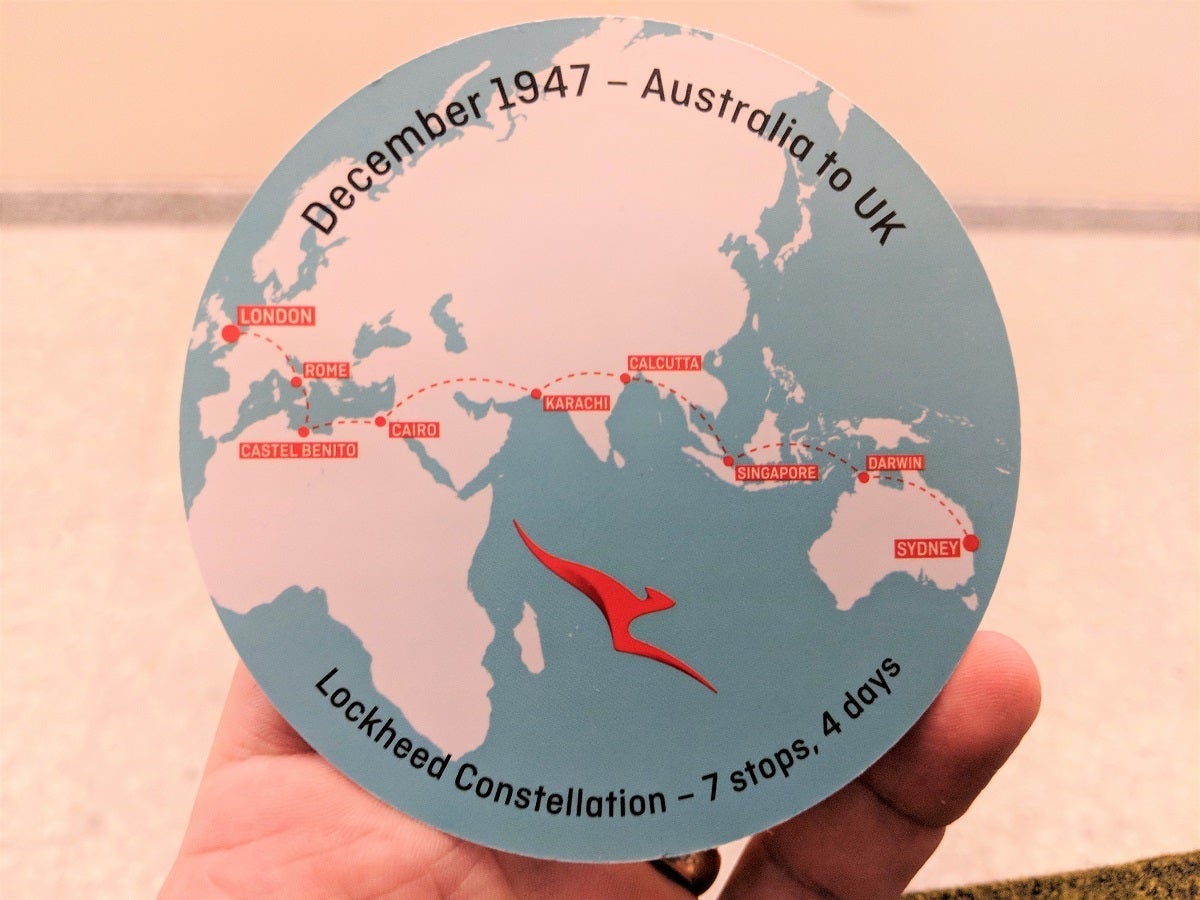 December 1947 – Australia to UK
LONDON
ROME
CASTEL BENITO
CAIRO
KARACHI
CALCUTTA
SINGAPORE
DARWIN
SYDNEY
Lockheed Constellation – 7 stops, 4 days